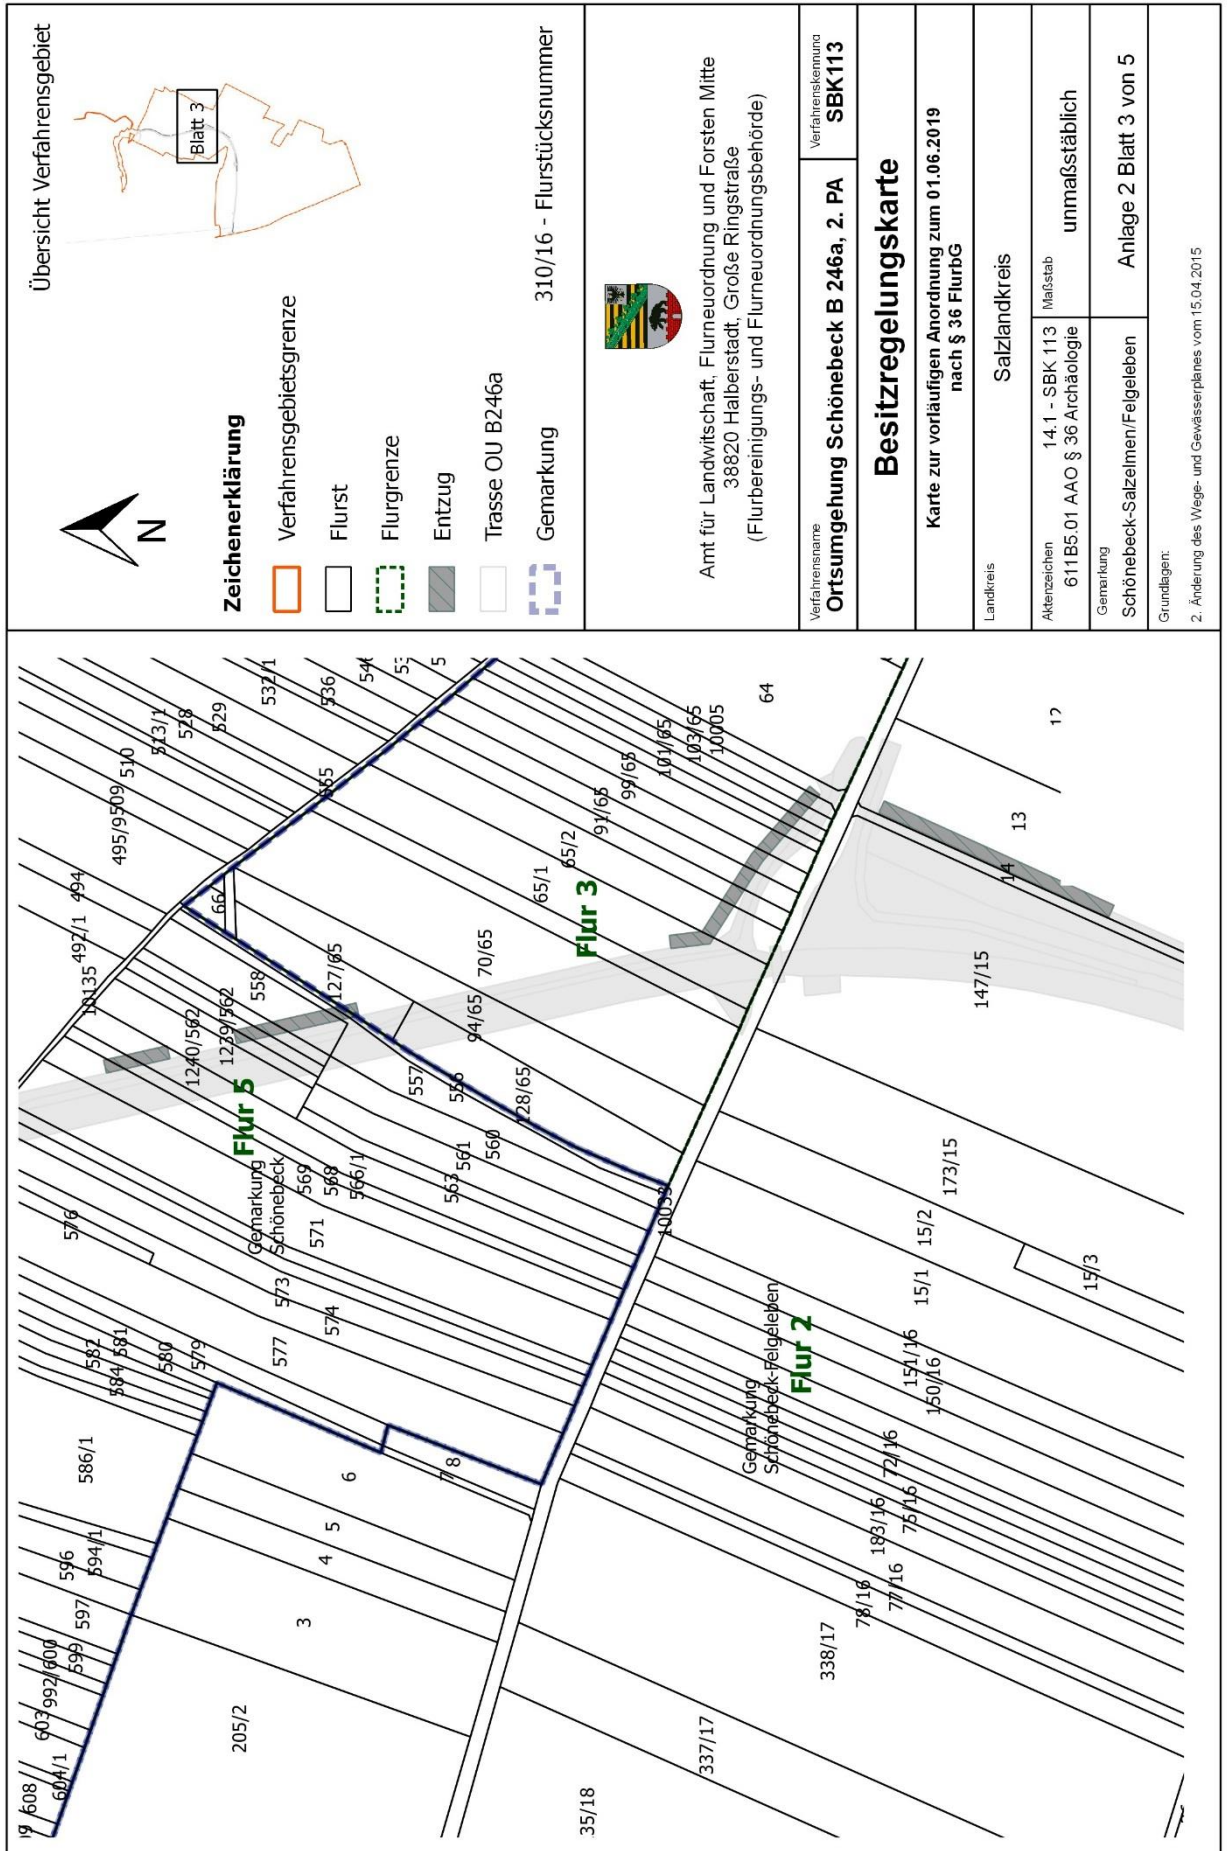 Übersicht Verfahrensgebiet
Blatt 3
N
Zeichenerklärung
Verfahrensgebietsgrenze
Flurst
Flurgrenze
Entzug
Trasse OU B246a
Gemarkung
310/16 - Flurstücksnummer
Amt für Landwitschaft, Flurneuordnung und Forsten Mitte
38820 Halberstadt, Große Ringstraße
(Flurbereinigungs- und Flurneuordnungsbehörde)
Verfahrensname
Ortsumgehung Schönebeck B 246a, 2. PA
Verfahrenskennung
SBK113
Besitzregelungskarte
Karte zur vorläufigen Anordnung zum 01.06.2019
nach § 36 FlurbG
Landkreis
Salzlandkreis
Aktenzeichen
14.1 - SBK 113
611B5.01 AAO § 36 Archäologie
Maßstab
unmaßstäblich
Gemarkung
Schönebeck-Salzelmen/Felgeleben
Anlage 2 Blatt 3 von 5
Grundlagen:
2. Änderung des Wege- und Gewässerplanes vom 15.04.2015
608
604/1
603
992/600
599
597
596
594/1
586/1
584
582
581
580
579
576
577
574
573
571
Gemarkung
Schönebeck
Flur 5
569
568
566/1
563
561
560
557
556
558
1240/562
1239/562
10135
492/1
494
495/9
509
510
513/1
528
529
532/1
536
555
66
127/65
128/65
94/65
70/65
Flur 3
65/1
65/2
91/65
99/65
101/65
103/65
10005
64
205/2
3
4
5
6
7
8
10033
35/18
337/17
338/17
78/16
77/16
183/16
75/16
72/16
Gemarkung
Schönebeck-Felgeleben
Flur 2
150/16
151/16
15/1
15/2
15/3
173/15
147/15
14
13
12